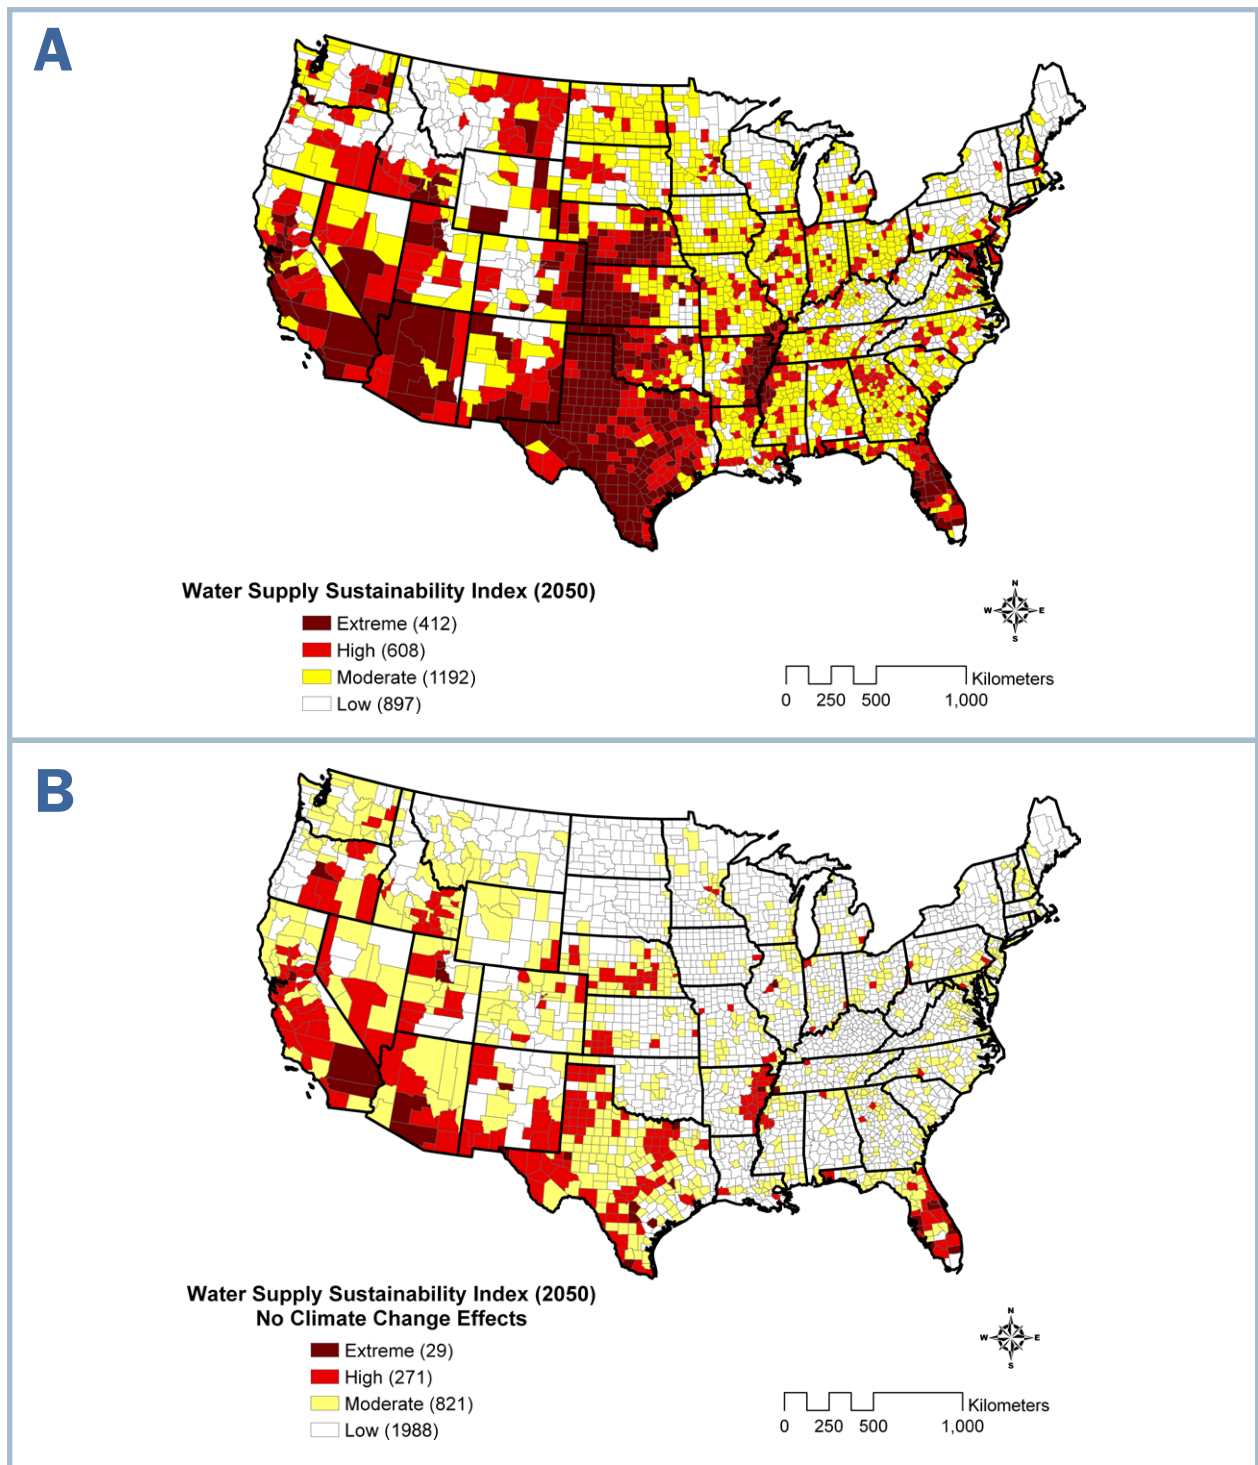 A
Water Supply Sustainability Index (2050)
Extreme (412)
High (608)
Moderate (1192)
Low (897)
N
W E
S
Kilometers
0 250 500 1,000
B
Water Supply Sustainability Index (2050)
No Climate Change Effects
Extreme (29)
High (271)
Moderate (821)
Low (1988)
N
W E
S
Kilometers
0 250 500 1,000